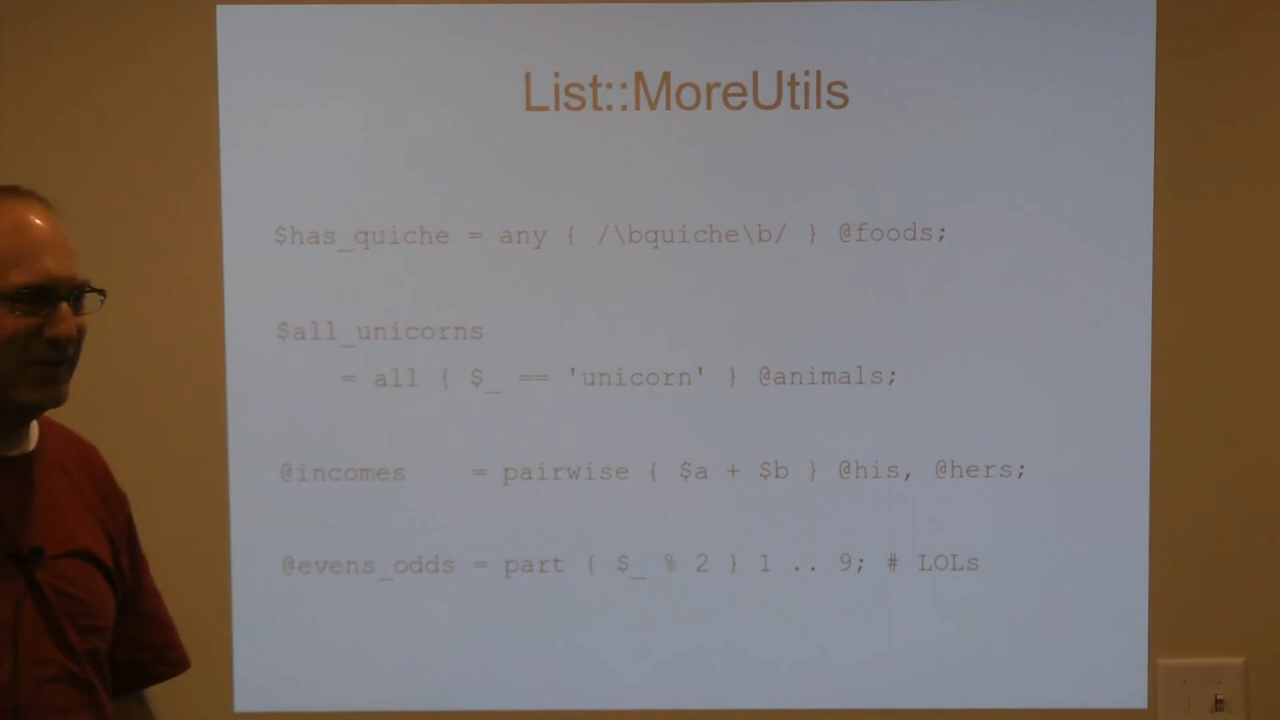 List::MoreUtils
$has_quiche = any { /\bquiche\b/ } @foods;
$all_unicorns
= all { $_ == 'unicorn' } @animals;
@incomes = pairwise { $a + $b } @his, @hers;
@evens_odds = part { $_ % 2 } 1 .. 9; # LOLs